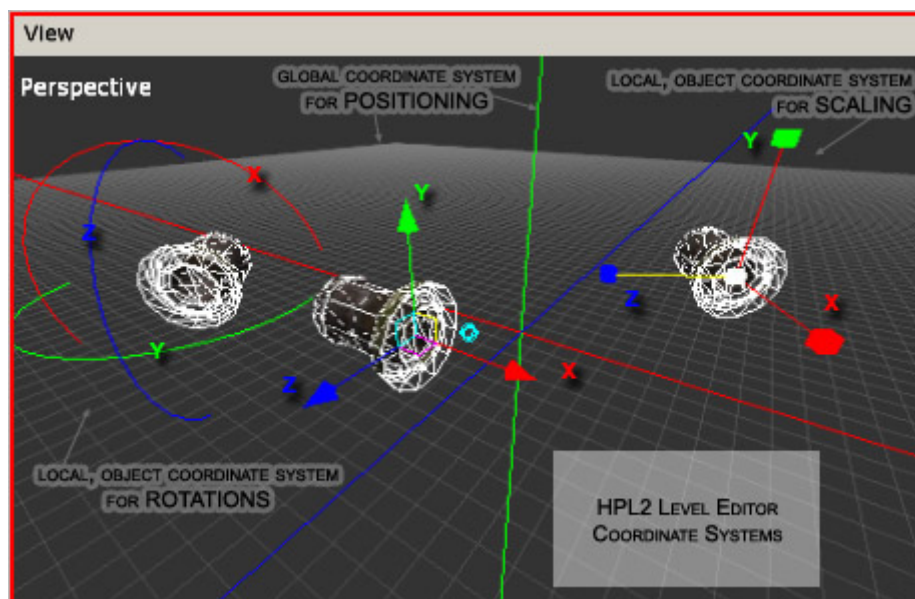 View
Perspective
Global coordinate system
for Positioning
Local, object coordinate system
for Scaling
Y
X
Z
Y
Y
Z
X
Z
X
Local, object coordinate system
for Rotations
HPL2 Level Editor
Coordinate Systems